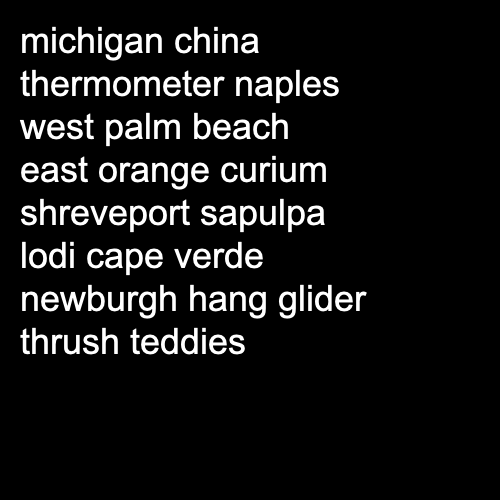 michigan china
thermometer naples
west palm beach
east orange curium
shreveport sapulpa
lodi cape verde
newburgh hang glider
thrush teddies